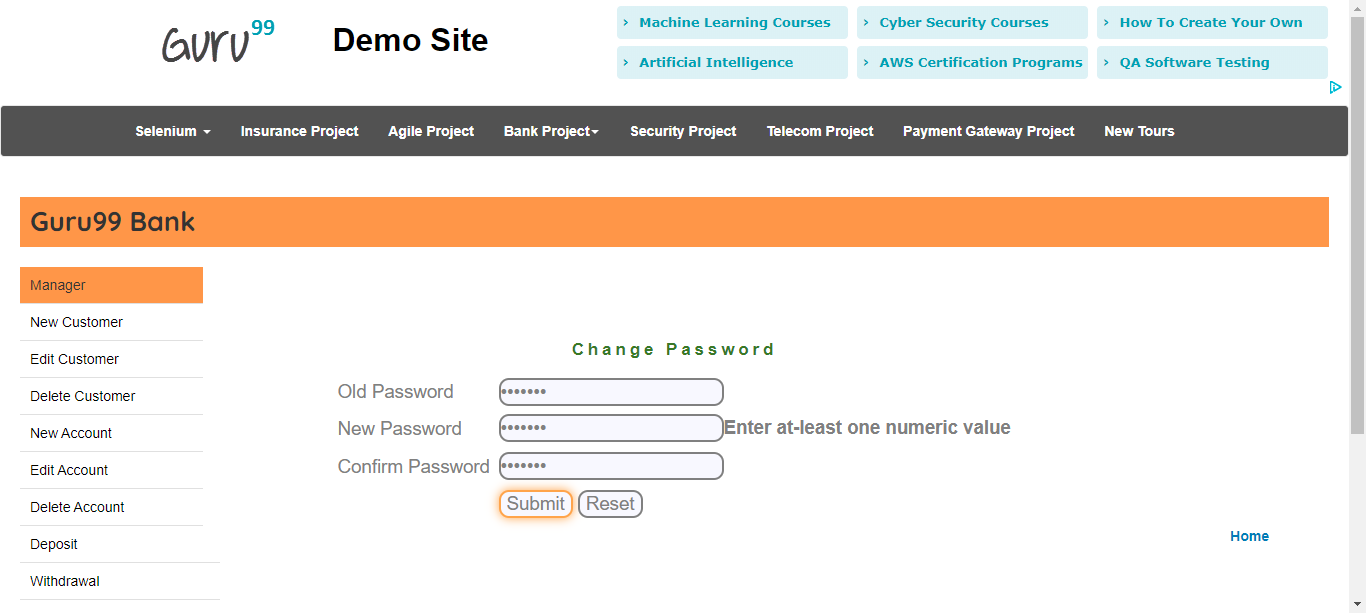 Guru99
Demo Site
› Machine Learning Courses
› Cyber Security Courses
› How To Create Your Own
› Artificial Intelligence
› AWS Certification Programs
› QA Software Testing
Selenium Insurance Project Agile Project Bank Project Security Project Telecom Project Payment Gateway Project New Tours
Guru99 Bank
Manager
New Customer
Edit Customer
Delete Customer
New Account
Edit Account
Delete Account
Deposit
Withdrawal
Change Password
Old Password •••••••
New Password ••••••• Enter at-least one numeric value
Confirm Password •••••••
Submit Reset
Home